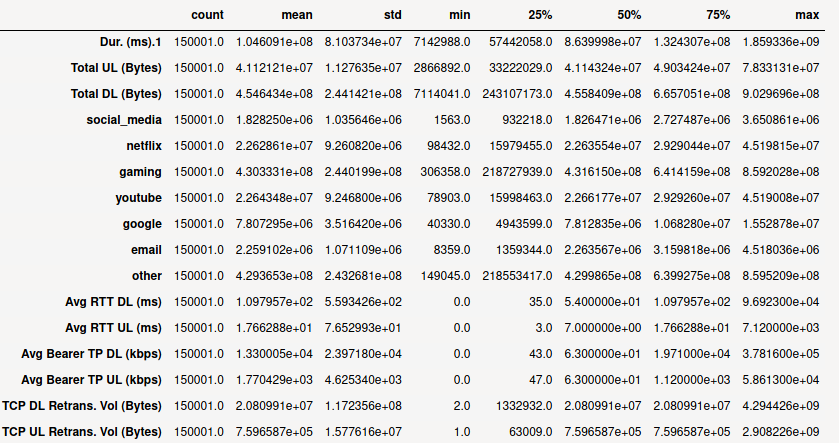 count mean std min 25% 50% 75% max
Dur. (ms).1 150001.0 1.046091e+08 8.103734e+07 7142988.0 57442058.0 8.639998e+07 1.324307e+08 1.859336e+09
Total UL (Bytes) 150001.0 4.112121e+07 1.127635e+07 2866892.0 33222029.0 4.114324e+07 4.903424e+07 7.833131e+07
Total DL (Bytes) 150001.0 4.546434e+08 2.441421e+08 7114041.0 243107173.0 4.558409e+08 6.657051e+08 9.029696e+08
social_media 150001.0 1.828250e+06 1.035646e+06 1563.0 932218.0 1.826471e+06 2.727487e+06 3.650861e+06
netflix 150001.0 2.262861e+07 9.260820e+06 98432.0 15979455.0 2.263554e+07 2.929044e+07 4.519815e+07
gaming 150001.0 4.303331e+08 2.440199e+08 306358.0 218727939.0 4.316150e+08 6.414159e+08 8.592028e+08
youtube 150001.0 2.264348e+07 9.246800e+06 78903.0 15998463.0 2.266177e+07 2.929260e+07 4.519008e+07
google 150001.0 7.807295e+06 3.516420e+06 40330.0 4943599.0 7.812835e+06 1.068280e+07 1.552878e+07
email 150001.0 2.259102e+06 1.071109e+06 8359.0 1359344.0 2.263567e+06 3.159818e+06 4.518036e+06
other 150001.0 4.293653e+08 2.432681e+08 149045.0 218553417.0 4.299865e+08 6.399275e+08 8.595209e+08
Avg RTT DL (ms) 150001.0 1.097957e+02 5.593426e+02 0.0 35.0 5.400000e+01 1.097957e+02 9.692300e+04
Avg RTT UL (ms) 150001.0 1.766288e+01 7.652993e+01 0.0 3.0 7.000000e+00 1.766288e+01 7.120000e+03
Avg Bearer TP DL (kbps) 150001.0 1.330005e+04 2.397180e+04 0.0 43.0 6.300000e+01 1.971000e+04 3.781600e+05
Avg Bearer TP UL (kbps) 150001.0 1.770429e+03 4.625340e+03 0.0 47.0 6.300000e+01 1.120000e+03 5.861300e+04
TCP DL Retrans. Vol (Bytes) 150001.0 2.080991e+07 1.172356e+08 2.0 1332932.0 2.080991e+07 2.080991e+07 4.294426e+09
TCP UL Retrans. Vol (Bytes) 150001.0 7.596587e+05 1.577616e+07 1.0 63009.0 7.596587e+05 7.596587e+05 2.908226e+09